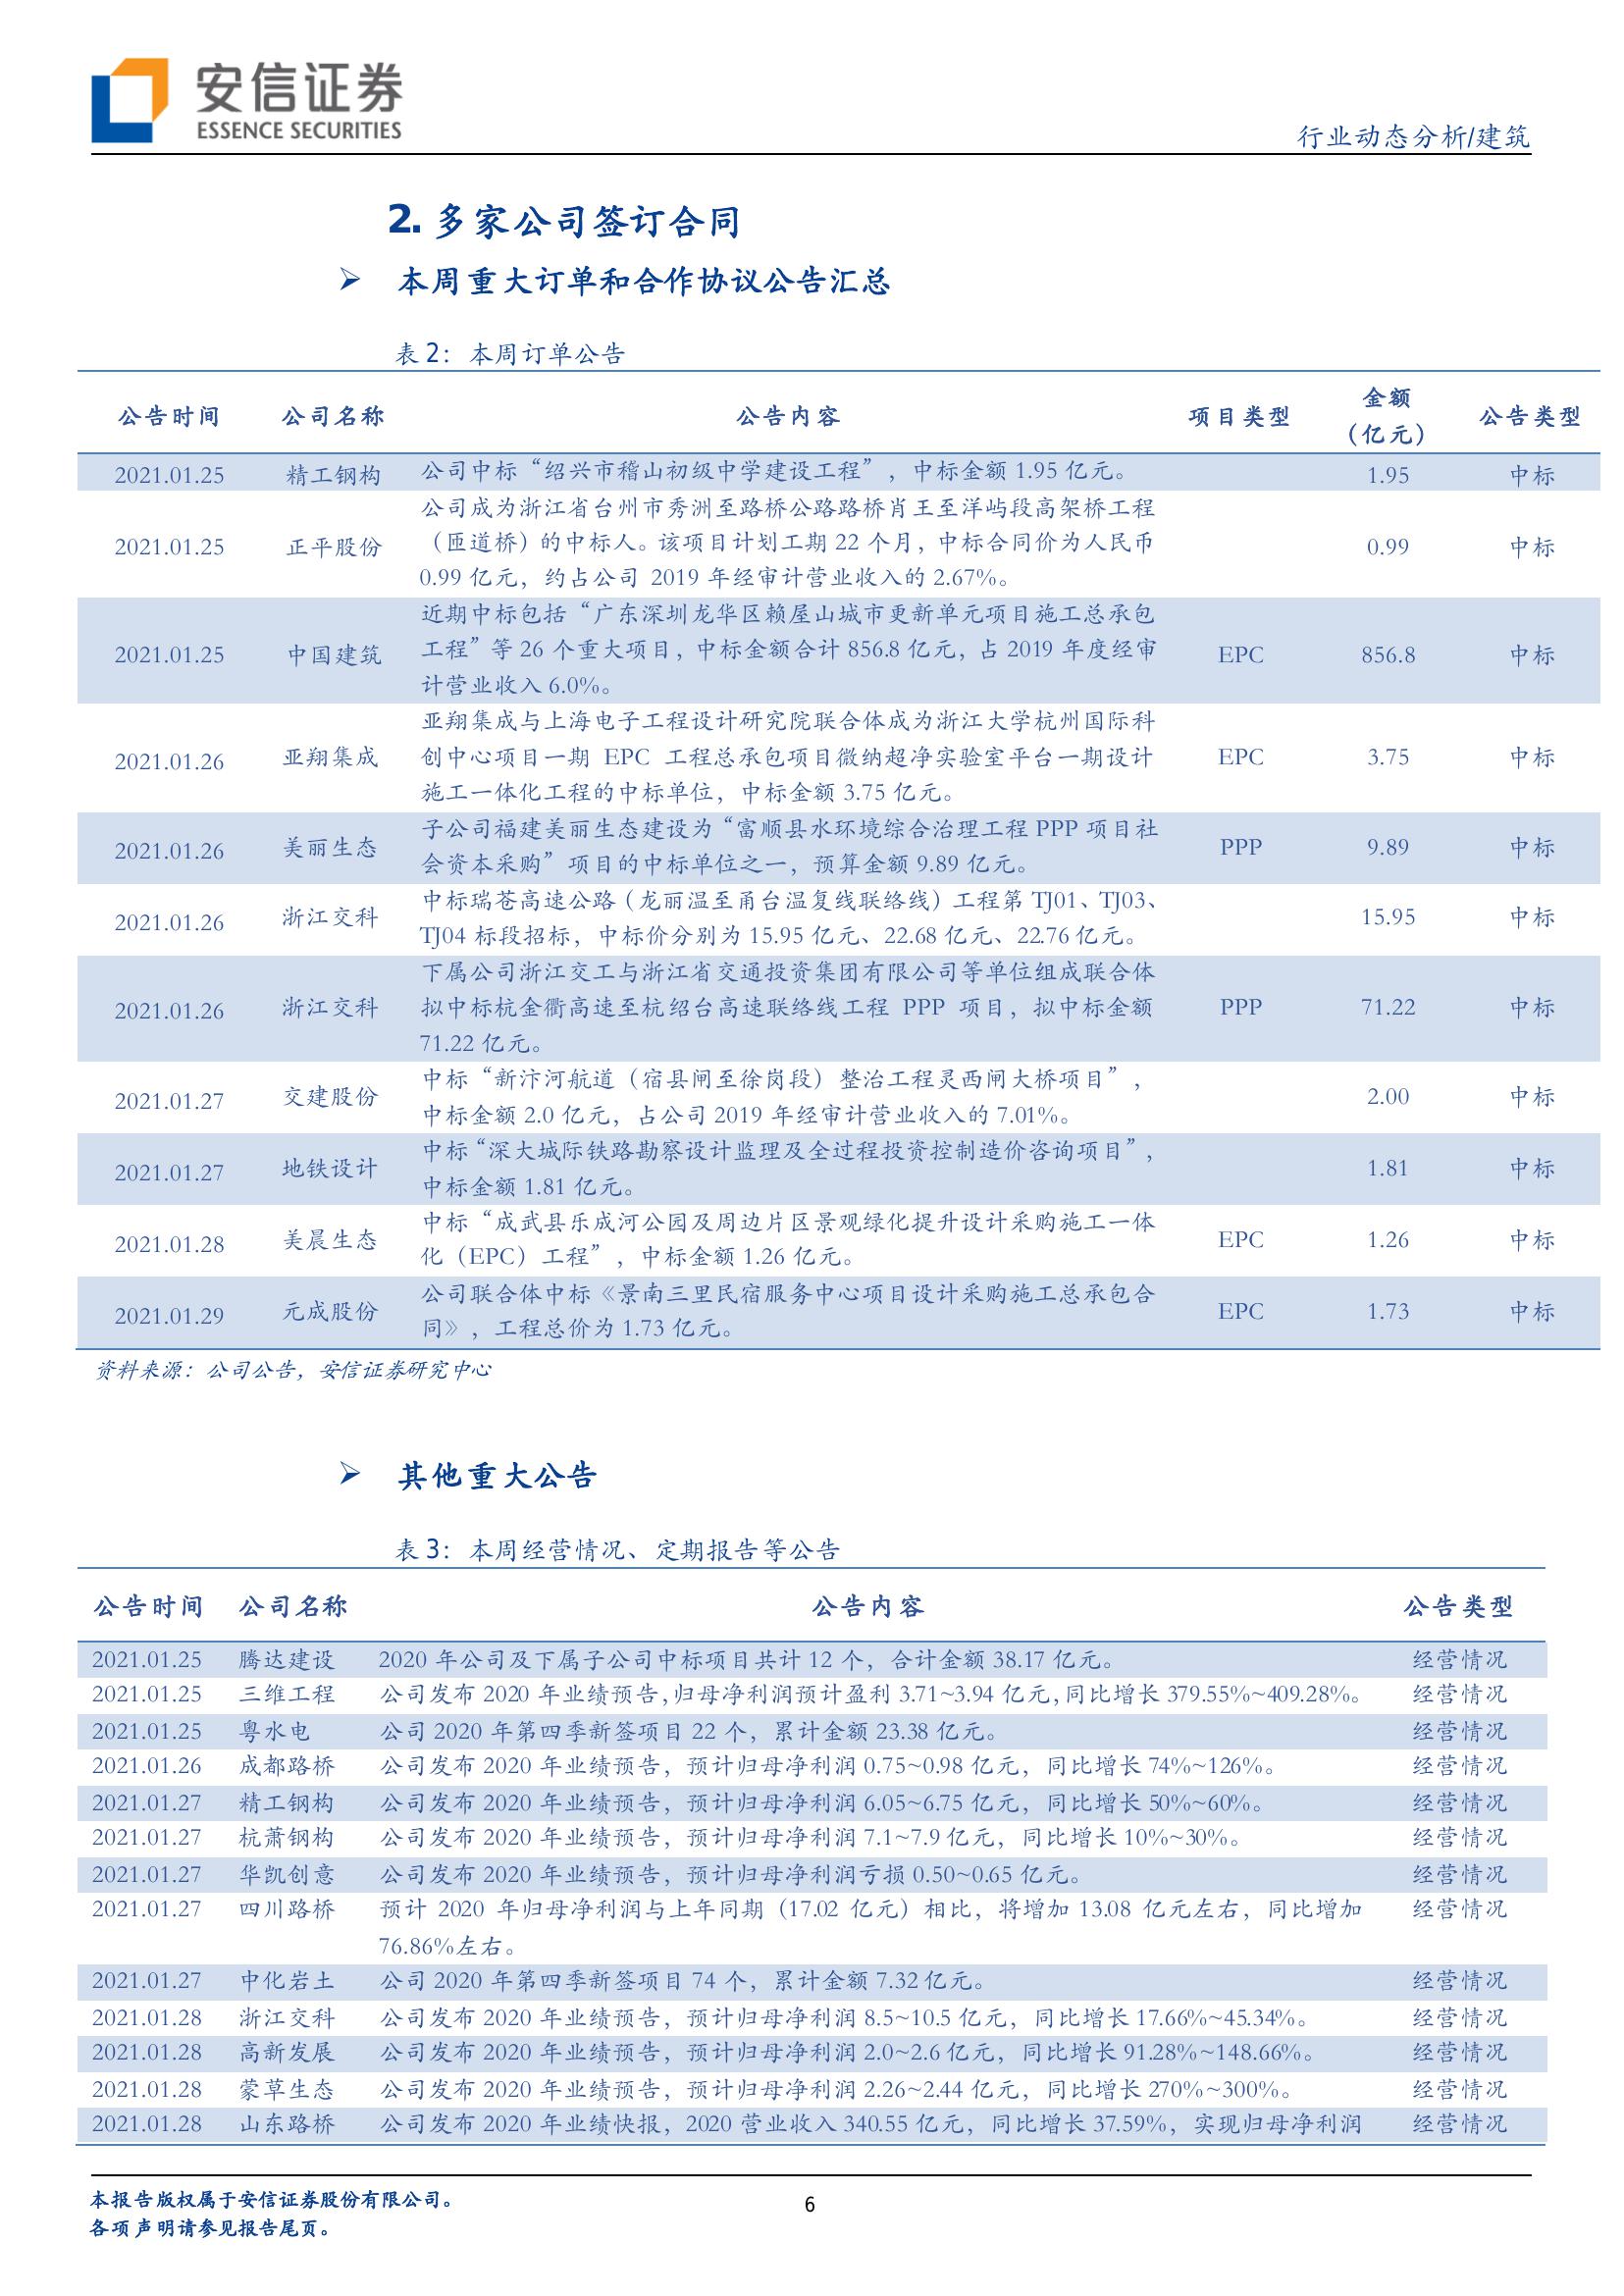 安信证券
ESSENCE SECURITIES
行业动态分析/建筑
2. 多家公司签订合同
本周重大订单和合作协议公告汇总
表 2：本周订单公告
公告时间 公司名称 公告内容 项目类型 金额（亿元） 公告类型
2021.01.25 精工钢构 公司中标“绍兴市稽山初级中学建设工程”，中标金额 1.95 亿元。 1.95 中标
公司成为浙江省台州市秀洲至路桥公路路桥肖王至洋屿段高架桥工程
2021.01.25 正平股份 （匝道桥）的中标人。该项目计划工期 22 个月，中标合同价为人民币 0.99 中标
0.99 亿元，约占公司 2019 年经审计营业收入的 2.67%。
近期中标包括“广东深圳龙华区赖屋山城市更新单元项目施工总承包
2021.01.25 中国建筑 工程”等 26 个重大项目，中标金额合计 856.8 亿元，占 2019 年度经审 EPC 856.8 中标
计营业收入 6.0%。
亚翔集成与上海电子工程设计研究院联合体成为浙江大学杭州国际科
2021.01.26 亚翔集成 创中心项目一期 EPC 工程总承包项目微纳超净实验室平台一期设计 EPC 3.75 中标
施工一体化工程的中标单位，中标金额 3.75 亿元。
子公司福建美丽生态建设为“富顺县水环境综合治理工程 PPP 项目社
2021.01.26 美丽生态 会资本采购”项目的中标单位之一，预算金额 9.89 亿元。 PPP 9.89 中标
中标瑞苍高速公路（龙丽温至甬台温复线联络线）工程第 TJ01、TJ03、
2021.01.26 浙江交科 TJ04 标段招标，中标价分别为 15.95 亿元、22.68 亿元、22.76 亿元。 15.95 中标
下属公司浙江交工与浙江省交通投资集团有限公司等单位组成联合体
2021.01.26 浙江交科 拟中标杭金衢高速至杭绍台高速联络线工程 PPP 项目，拟中标金额 PPP 71.22 中标
71.22 亿元。
中标“新汴河航道（宿县闸至徐岗段）整治工程灵西闸大桥项目”，
2021.01.27 交建股份 中标金额 2.0 亿元，占公司 2019 年经审计营业收入的 7.01%。 2.00 中标
中标“深大城际铁路勘察设计监理及全过程投资控制造价咨询项目”，
2021.01.27 地铁设计 中标金额 1.81 亿元。 1.81 中标
中标“成武县乐成河公园及周边片区景观绿化提升设计采购施工一体
2021.01.28 美晨生态 化（EPC）工程”，中标金额 1.26 亿元。 EPC 1.26 中标
公司联合体中标《景南三里民宿服务中心项目设计采购施工总承包合
2021.01.29 元成股份 同》，工程总价为 1.73 亿元。 EPC 1.73 中标
资料来源：公司公告，安信证券研究中心
其他重大公告
表 3：本周经营情况、定期报告等公告
公告时间 公司名称 公告内容 公告类型
2021.01.25 腾达建设 2020 年公司及下属子公司中标项目共计 12 个，合计金额 38.17 亿元。 经营情况
2021.01.25 三维工程 公司发布 2020 年业绩预告，归母净利润预计盈利 3.71~3.94 亿元，同比增长 379.55%~409.28%。 经营情况
2021.01.25 粤水电 公司 2020 年第四季新签项目 22 个，累计金额 23.38 亿元。 经营情况
2021.01.26 成都路桥 公司发布 2020 年业绩预告，预计归母净利润 0.75~0.98 亿元，同比增长 74%~126%。 经营情况
2021.01.27 精工钢构 公司发布 2020 年业绩预告，预计归母净利润 6.05~6.75 亿元，同比增长 50%~60%。 经营情况
2021.01.27 杭萧钢构 公司发布 2020 年业绩预告，预计归母净利润 7.1~7.9 亿元，同比增长 10%~30%。 经营情况
2021.01.27 华凯创意 公司发布 2020 年业绩预告，预计归母净利润亏损 0.50~0.65 亿元。 经营情况
2021.01.27 四川路桥 预计 2020 年归母净利润与上年同期（17.02 亿元）相比，将增加 13.08 亿元左右，同比增加 经营情况
76.86%左右。
2021.01.27 中化岩土 公司 2020 年第四季新签项目 74 个，累计金额 7.32 亿元。 经营情况
2021.01.28 浙江交科 公司发布 2020 年业绩预告，预计归母净利润 8.5~10.5 亿元，同比增长 17.66%~45.34%。 经营情况
2021.01.28 高新发展 公司发布 2020 年业绩预告，预计归母净利润 2.0~2.6 亿元，同比增长 91.28%~148.66%。 经营情况
2021.01.28 蒙草生态 公司发布 2020 年业绩预告，预计归母净利润 2.26~2.44 亿元，同比增长 270%~300%。 经营情况
2021.01.28 山东路桥 公司发布 2020 年业绩快报，2020 营业收入 340.55 亿元，同比增长 37.59%，实现归母净利润 经营情况
本报告版权属于安信证券股份有限公司。
各项声明请参见报告尾页。
6